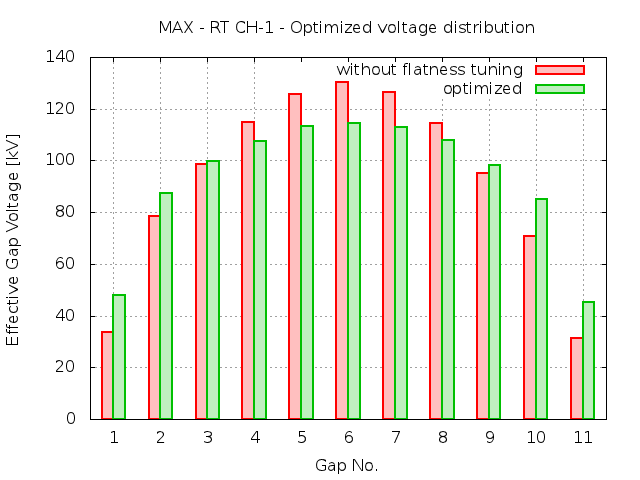 MAX - RT CH-1 - Optimized voltage distribution
without flatness tuning
optimized
Effective Gap Voltage [kV]
140
120
100
80
60
40
20
0
1 2 3 4 5 6 7 8 9 10 11
Gap No.